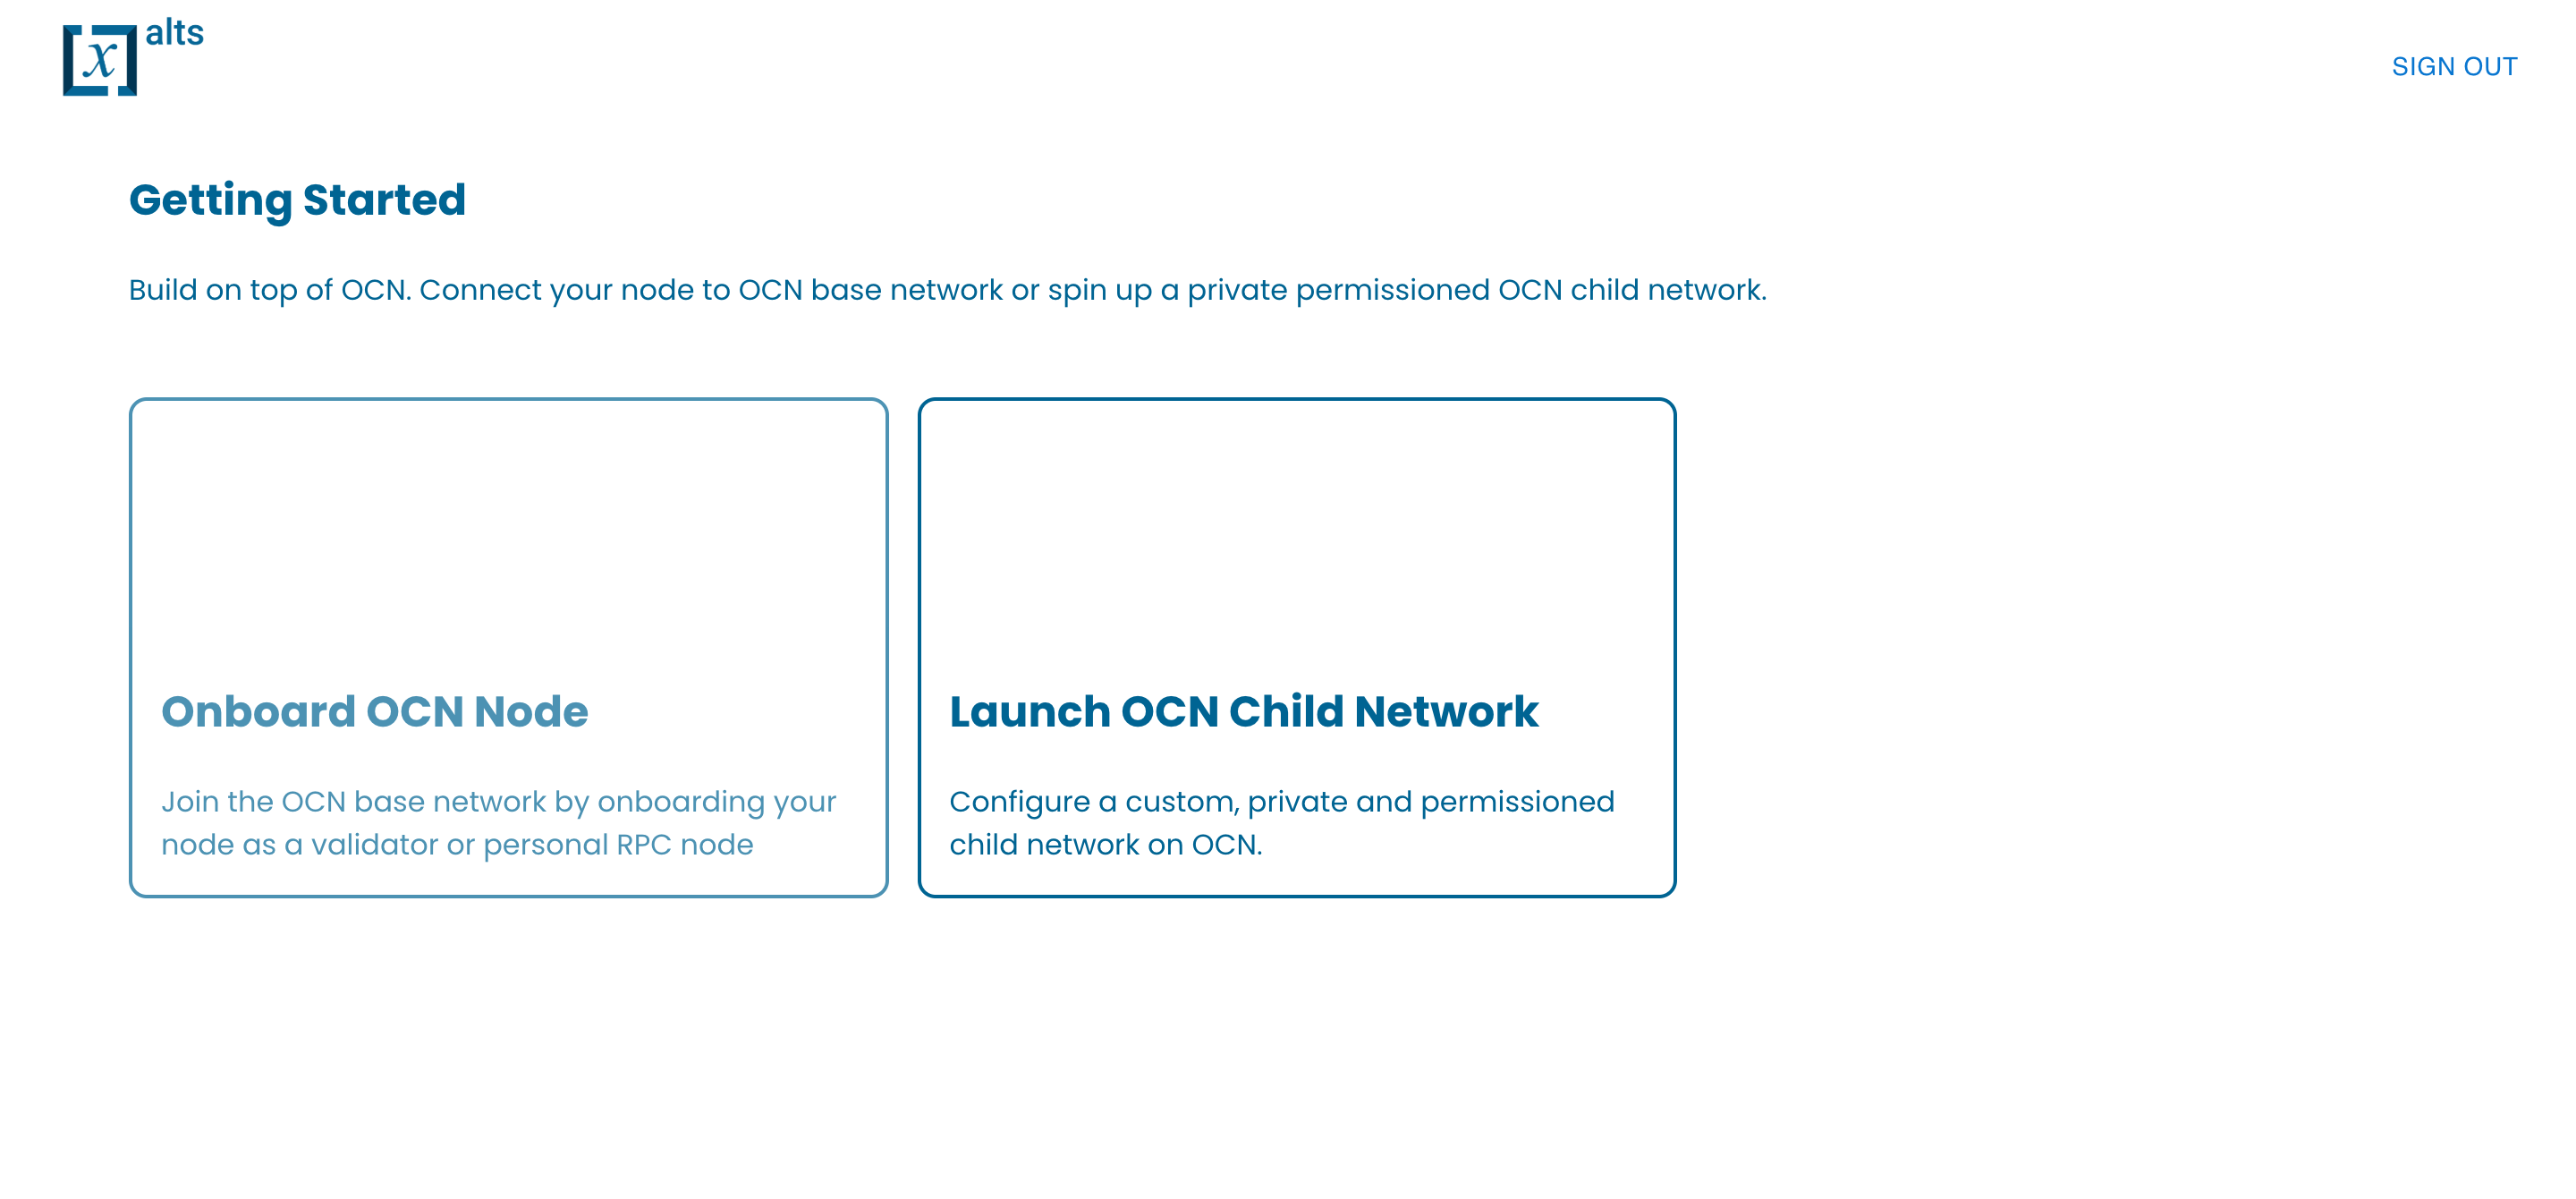 x alts
SIGN OUT
Getting Started
Build on top of OCN. Connect your node to OCN base network or spin up a private permissioned OCN child network.
Onboard OCN Node
Join the OCN base network by onboarding your
node as a validator or personal RPC node
Launch OCN Child Network
Configure a custom, private and permissioned
child network on OCN.